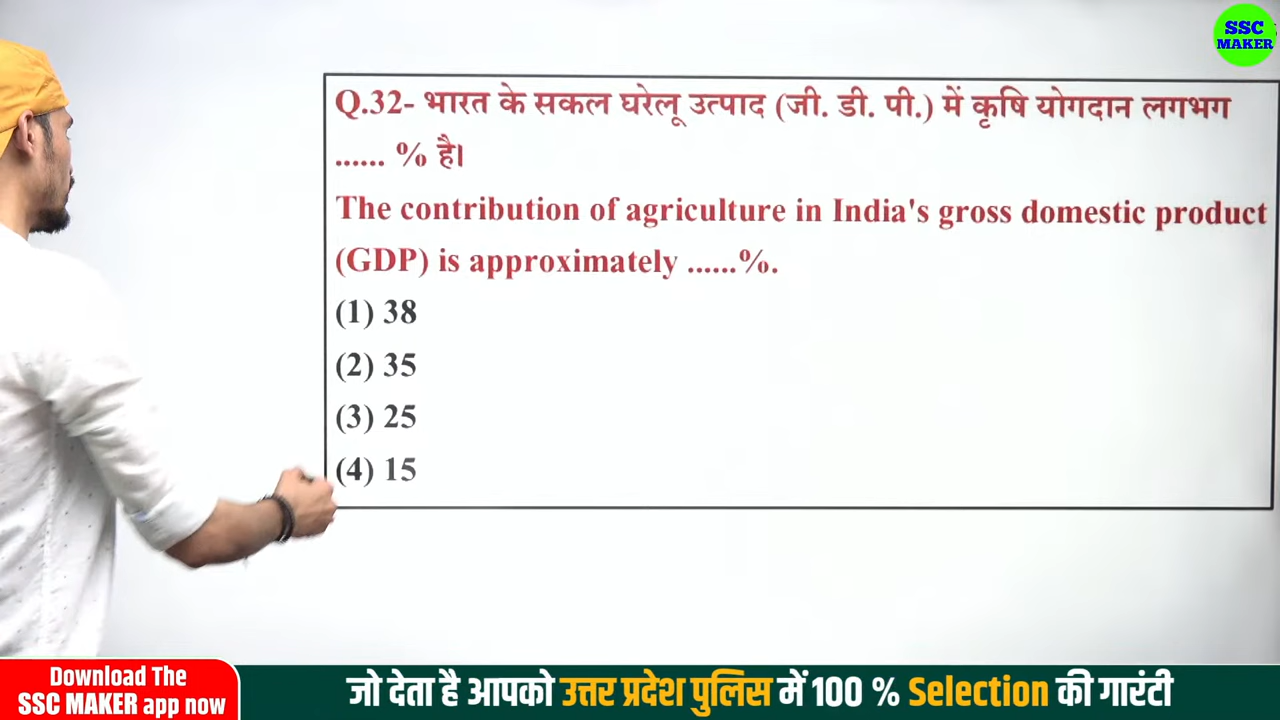 SSC
MAKER
Q.32- भारत के सकल घरेलू उत्पाद (जी. डी. पी.) में कृषि योगदान लगभग
...... % है।
The contribution of agriculture in India's gross domestic product
(GDP) is approximately ......%.
(1) 38
(2) 35
(3) 25
(4) 15
Download The
SSC MAKER app now
जो देता है आपको उत्तर प्रदेश पुलिस में 100 % Selection की गारंटी